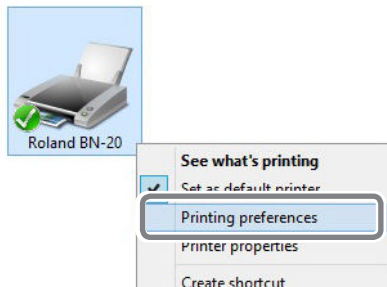 Roland BN-20
See what's printing
Set as default printer
Printing preferences
Printer properties
Create shortcut